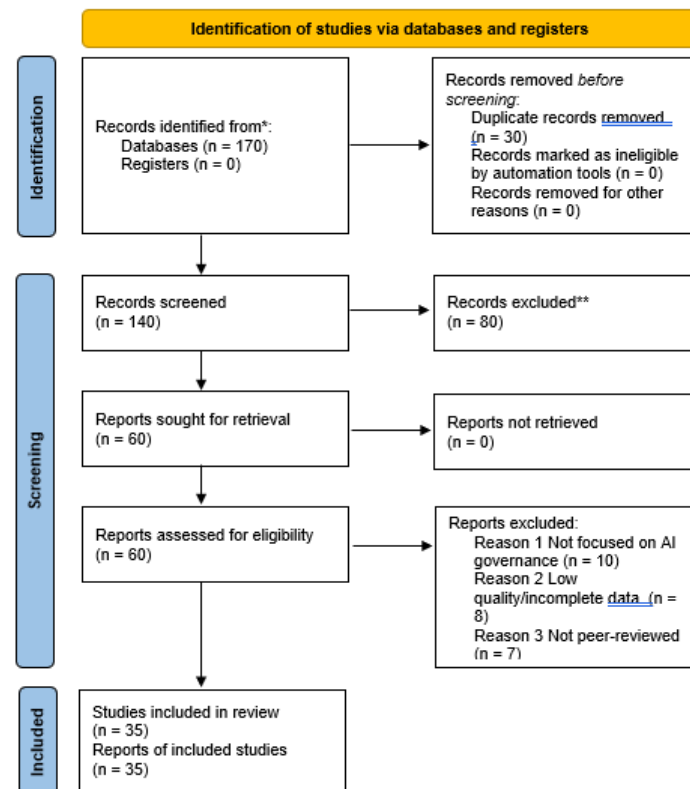 Identification of studies via databases and registers
Identification
Records identified from*:
Databases (n = 170)
Registers (n = 0)
Records removed before
screening:
Duplicate records removed
(n = 30)
Records marked as ineligible
by automation tools (n = 0)
Records removed for other
reasons (n = 0)
Screening
Records screened
(n = 140)
Records excluded**
(n = 80)
Reports sought for retrieval
(n = 60)
Reports not retrieved
(n = 0)
Reports assessed for eligibility
(n = 60)
Reports excluded:
Reason 1 Not focused on AI
governance (n = 10)
Reason 2 Low
quality/incomplete data (n =
8)
Reason 3 Not peer-reviewed
(n = 7)
Included
Studies included in review
(n = 35)
Reports of included studies
(n = 35)